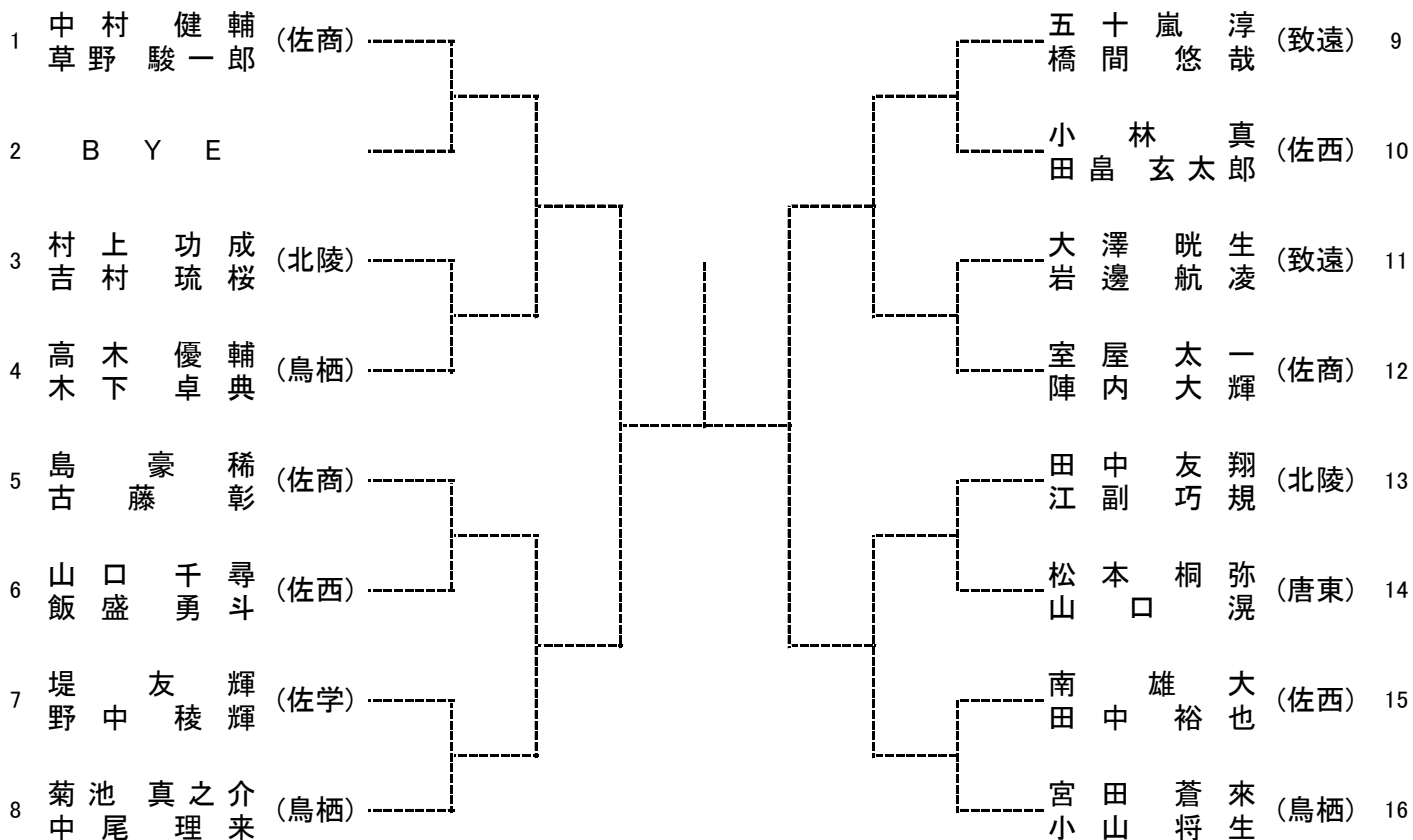 1 中村 健輔 (佐商)
草野 駿一郎
2 B Y E
3 村上 功成 (北陵)
吉村 琉桜
4 高木 優輔 (鳥栖)
木下 卓典
5 島 豪稀 (佐商)
古藤 彰
6 山口 千尋 (佐西)
飯盛 勇斗
7 堤 友輝 (佐学)
野中 稜輝
8 菊池 真之介 (鳥栖)
中尾 理来
五十嵐 淳 (致遠) 9
橋間 悠哉
小林 真 (佐西) 10
田畠 玄太郎
大澤 晄生 (致遠) 11
岩邊 航凌
室屋 太一 (佐商) 12
陣内 大輝
田中 友翔 (北陵) 13
江副 巧規
松本 桐弥 (唐東) 14
山口 滉
南 雄大 (佐西) 15
田中 裕也
宮田 蒼來 (鳥栖) 16
小山 将生